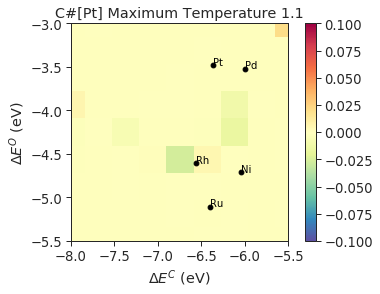 C#[Pt] Maximum Temperature 1.1
−3.0
−3.5
−4.0
−4.5
−5.0
−5.5
ΔE^O (eV)
Pt
Pd
Rh
Ni
Ru
−8.0 −7.5 −7.0 −6.5 −6.0 −5.5
ΔE^C (eV)
0.100
0.075
0.050
0.025
0.000
−0.025
−0.050
−0.075
−0.100